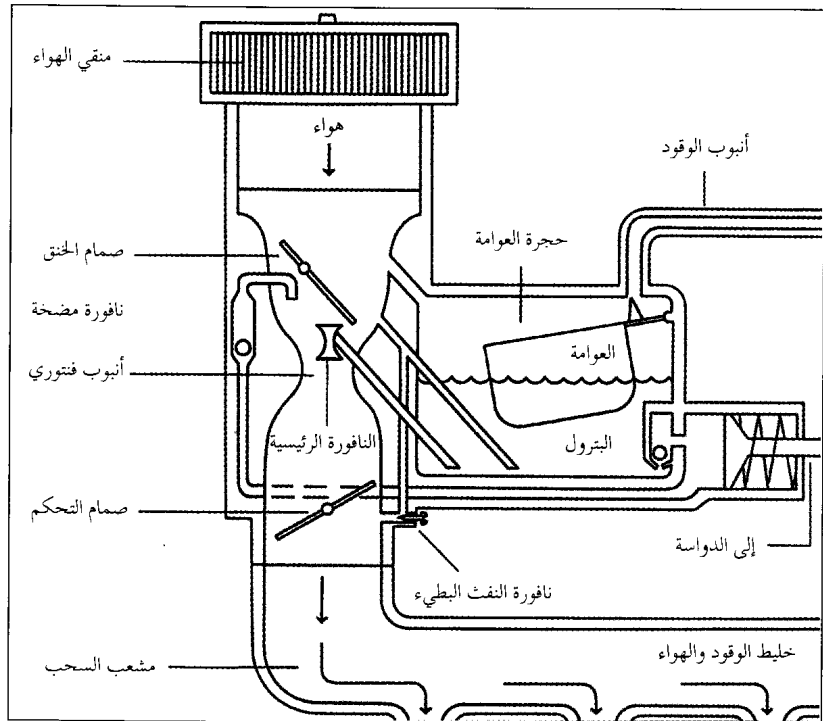 منقي الهواء
هواء
أنبوب الوقود
حجرة العوامة
صمام الخنق
نافورة مضخة
العوامة
أنبوب فنتوري
النافورة الرئيسية
البترول
صمام التحكم
إلى الدواسة
نافورة النفث البطيء
خليط الوقود والهواء
مشعب السحب